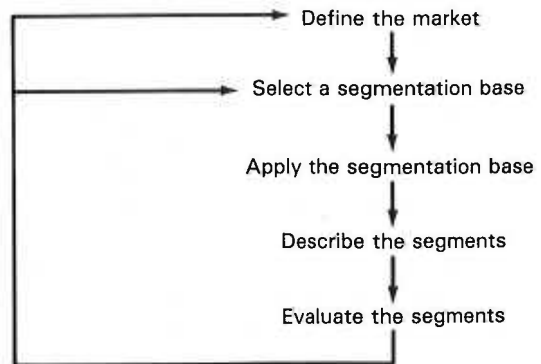 Define the market
Select a segmentation base
Apply the segmentation base
Describe the segments
Evaluate the segments